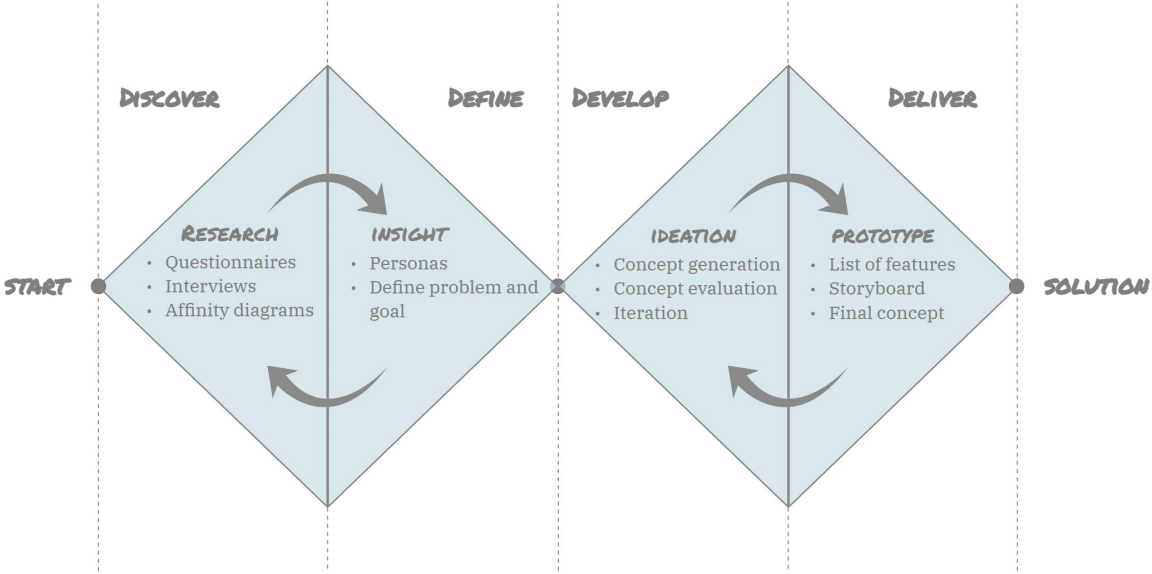 DISCOVER
DEFINE
DEVELOP
DELIVER
START
RESEARCH
• Questionnaires
• Interviews
• Affinity diagrams
INSIGHT
• Personas
• Define problem and
goal
IDEATION
• Concept generation
• Concept evaluation
• Iteration
PROTOTYPE
• List of features
• Storyboard
• Final concept
SOLUTION